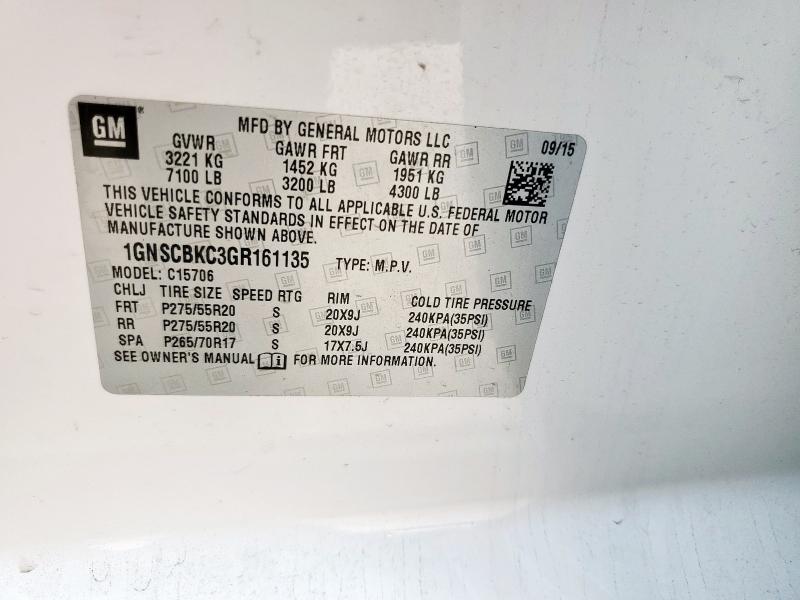 GM
MFD BY GENERAL MOTORS LLC
09/15
GVWR GAWR FRT GAWR RR
3221 KG 1452 KG 1951 KG
7100 LB 3200 LB 4300 LB
THIS VEHICLE CONFORMS TO ALL APPLICABLE U.S. FEDERAL MOTOR
VEHICLE SAFETY STANDARDS IN EFFECT ON THE DATE OF
MANUFACTURE SHOWN ABOVE.
1GNSCBKC3GR161135 TYPE: M.P.V.
MODEL: C15706
CHLJ TIRE SIZE SPEED RTG RIM COLD TIRE PRESSURE
FRT P275/55R20 S 20X9J 240KPA(35PSI)
RR P275/55R20 S 20X9J 240KPA(35PSI)
SPA P265/70R17 S 17X7.5J 240KPA(35PSI)
SEE OWNER'S MANUAL FOR MORE INFORMATION.